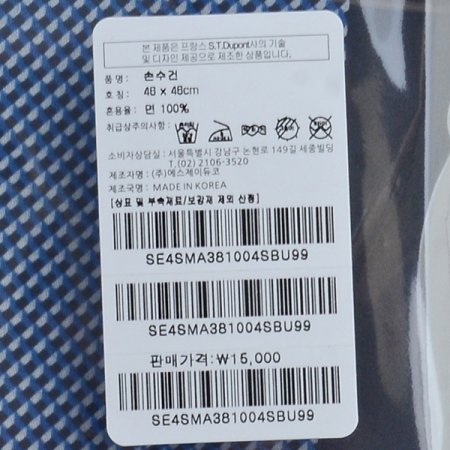 본 제품은 프랑스 S.T.Dupont사의 기술
및 디자인 제공으로 제조한 상품입니다.
품 명 : 손수건
호 칭 : 48 x 48cm
혼용율 : 면 100%
취급상주의사항 :
소비자상담실 : 서울특별시 강남구 논현로 149길 세종빌딩
T.(02) 2106-3520
제조자명 : (주)에스제이듀코
제조국명 : MADE IN KOREA
[상표 및 부속재료/보강재 제외 신품]
SE4SMA381004SBU99
SE4SMA381004SBU99
판매가격:₩15,000
SE4SMA381004SBU99